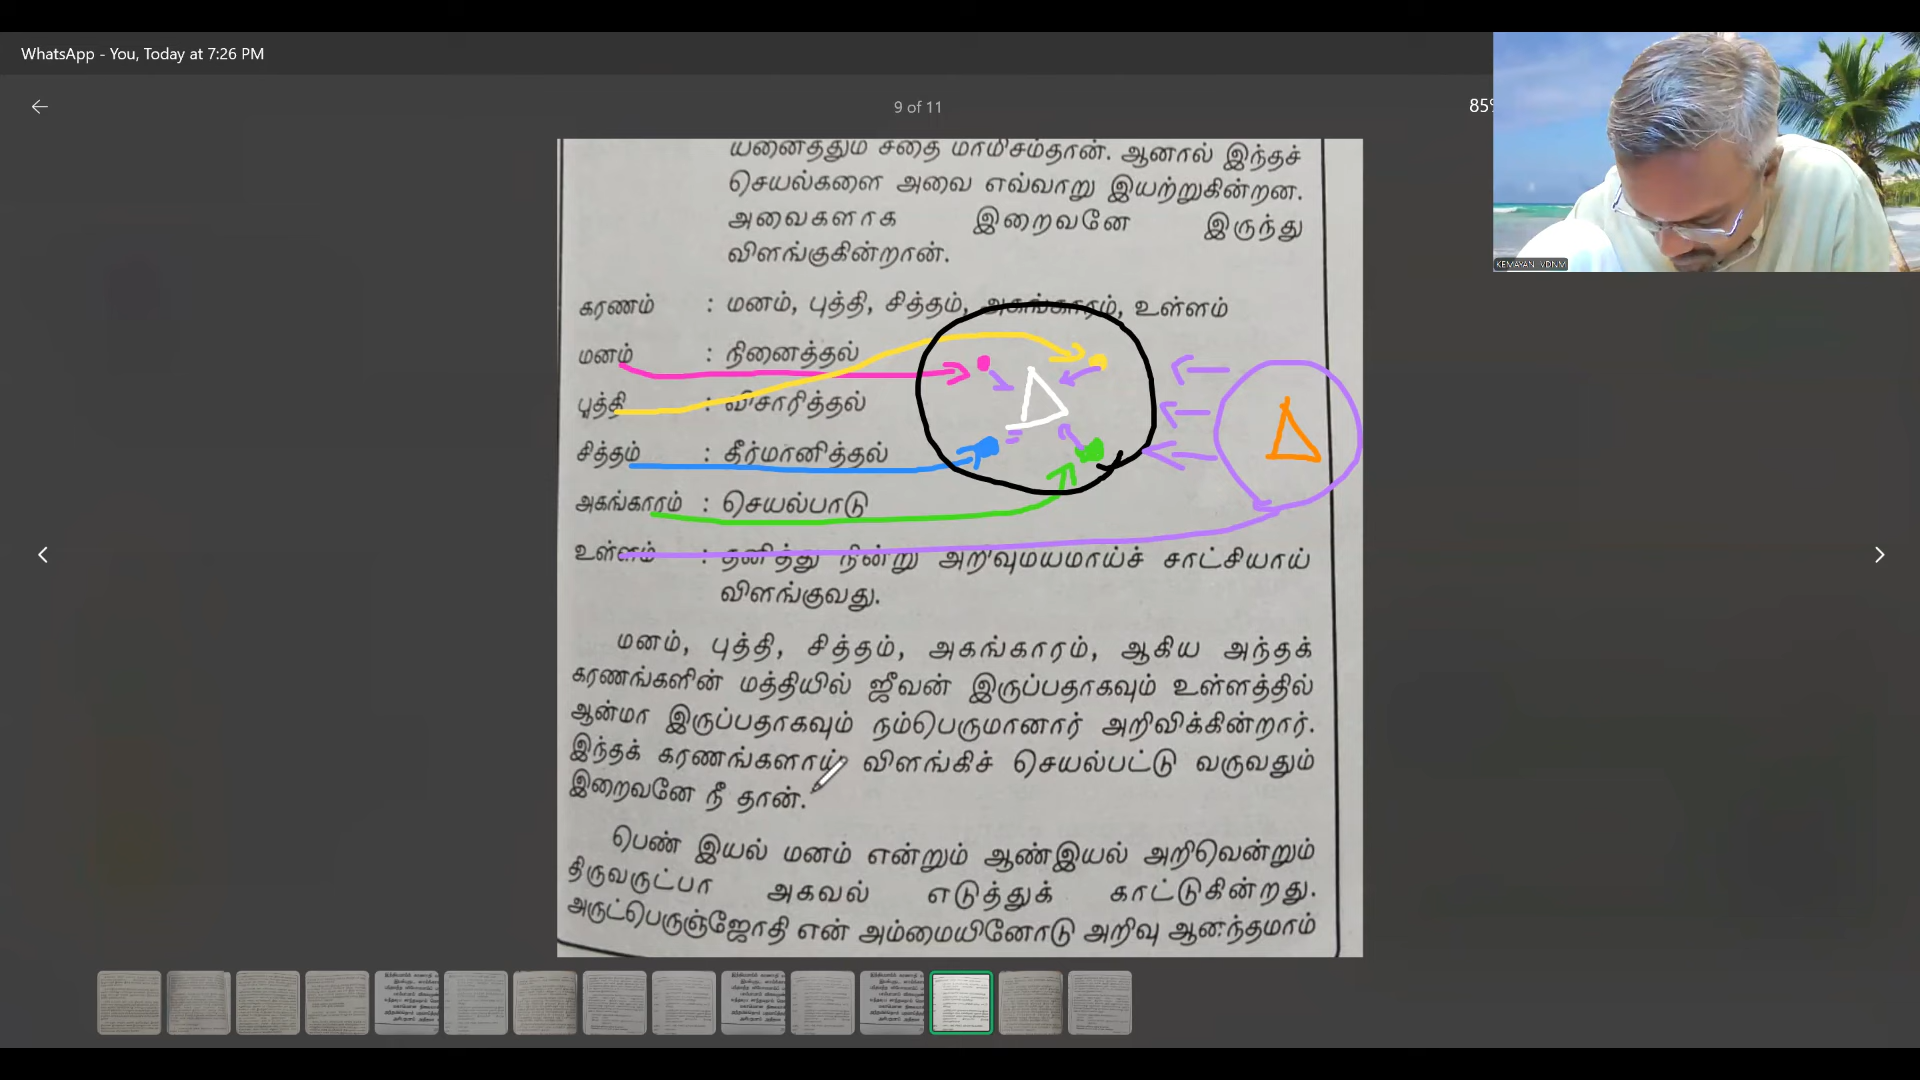 WhatsApp - You, Today at 7:26 PM
9 of 11
85%
KEMAYAN_VDNM
யனைத்தும் சதை மாமிசம்தான். ஆனால் இந்தச்
செயல்களை அவை எவ்வாறு இயற்றுகின்றன.
அவைகளாக இறைவனே இருந்து
விளங்குகின்றான்.
கரணம் : மனம், புத்தி, சித்தம், அகங்காரம், உள்ளம்
மனம் : நினைத்தல்
புத்தி : விசாரித்தல்
சித்தம் : தீர்மானித்தல்
அகங்காரம் : செயல்பாடு
உள்ளம் : தனித்து நின்று அறிவுமயமாய்ச் சாட்சியாய்
விளங்குவது.
மனம், புத்தி, சித்தம், அகங்காரம், ஆகிய அந்தக்
கரணங்களின் மத்தியில் ஜீவன் இருப்பதாகவும் உள்ளத்தில்
ஆன்மா இருப்பதாகவும் நம்பெருமானார் அறிவிக்கின்றார்.
இந்தக் கரணங்களாய் விளங்கிச் செயல்பட்டு வருவதும்
இறைவனே நீ தான்.
பெண் இயல் மனம் என்றும் ஆண்இயல் அறிவென்றும்
திருவருட்பா அகவல் எடுத்துக் காட்டுகின்றது.
அருட்பெருஞ்ஜோதி என் அம்மையினோடு அறிவு ஆனந்தமாம்